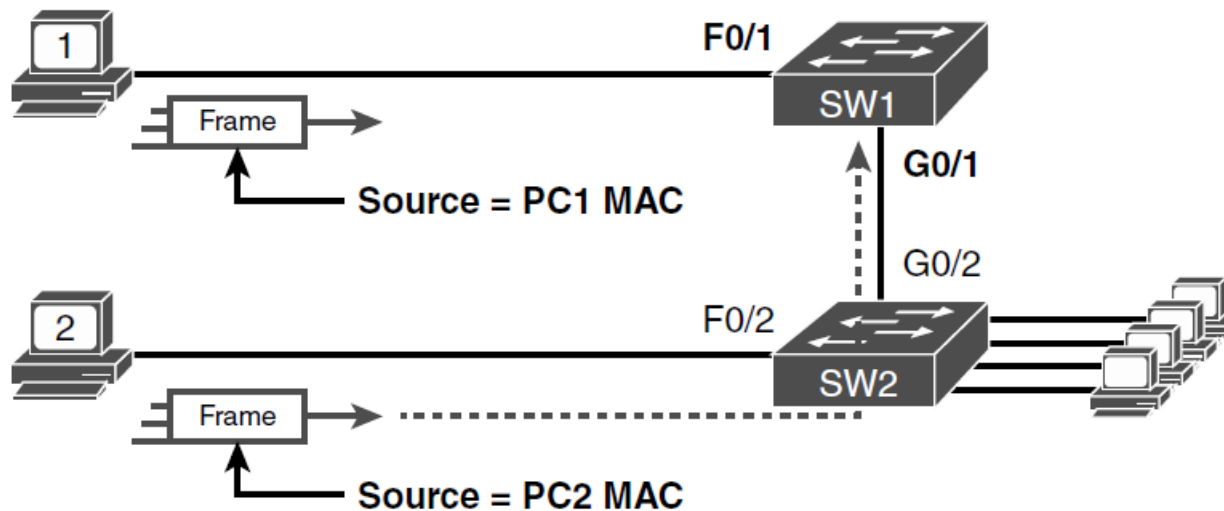 1
F0/1
SW1
Frame
G0/1
Source = PC1 MAC
G0/2
2
F0/2
SW2
Frame
Source = PC2 MAC